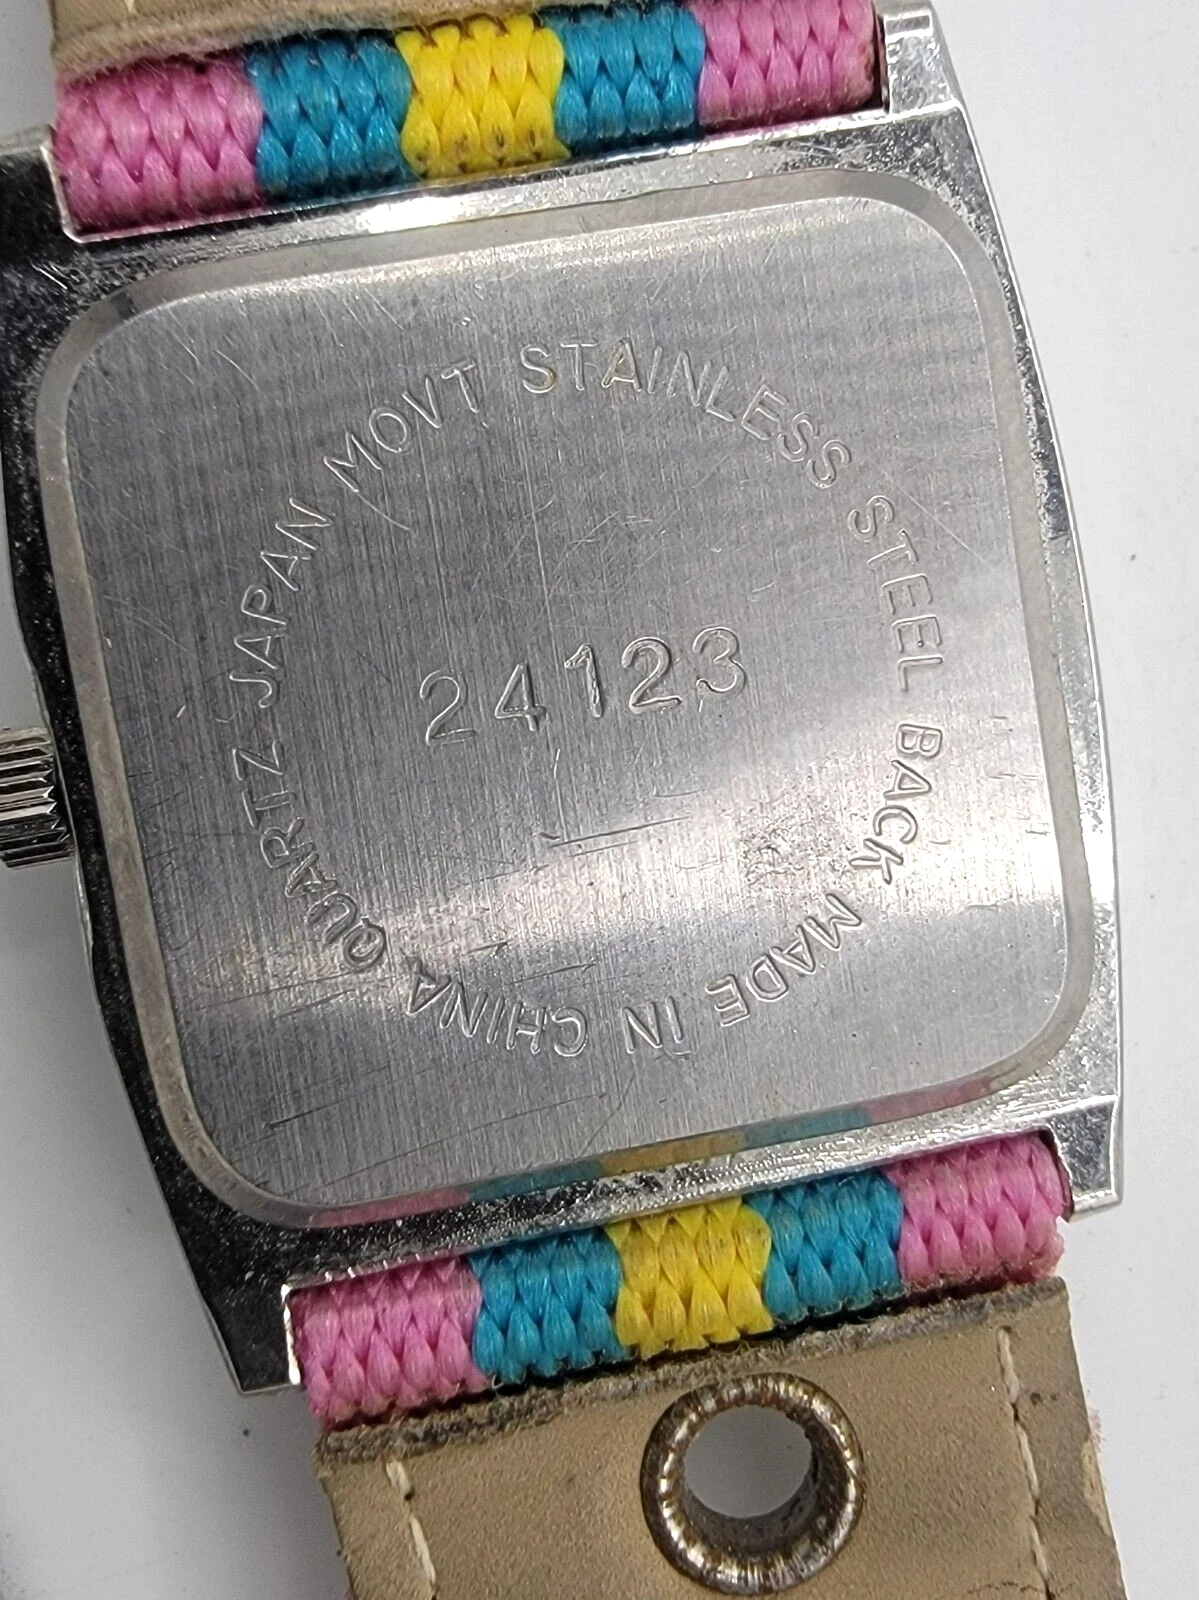 QUARTZ JAPAN MOVT STAINLESS STEEL BACK MADE IN CHINA
24123